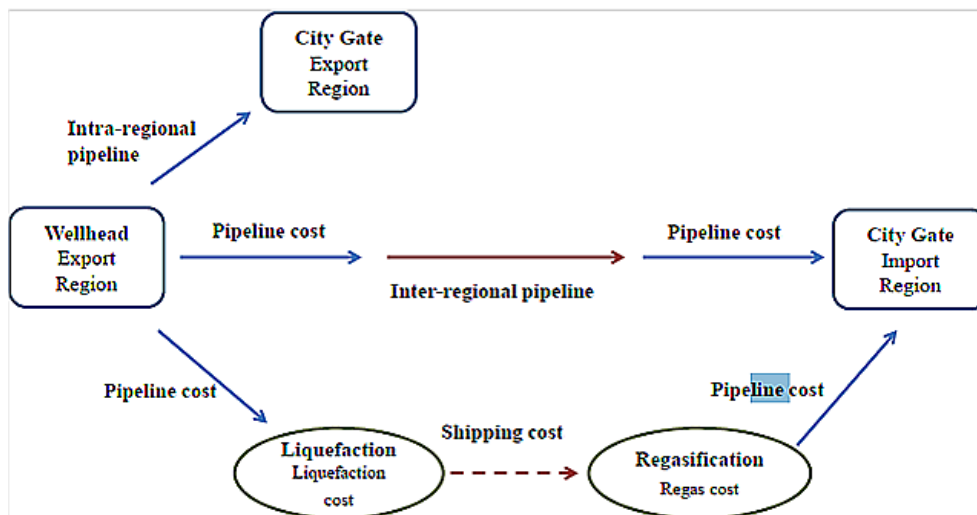 City Gate
Export
Region
Intra-regional
pipeline
Wellhead
Export
Region
Pipeline cost
Inter-regional pipeline
Pipeline cost
City Gate
Import
Region
Pipeline cost
Liquefaction
Liquefaction
cost
Shipping cost
Regasification
Regas cost
Pipeline cost